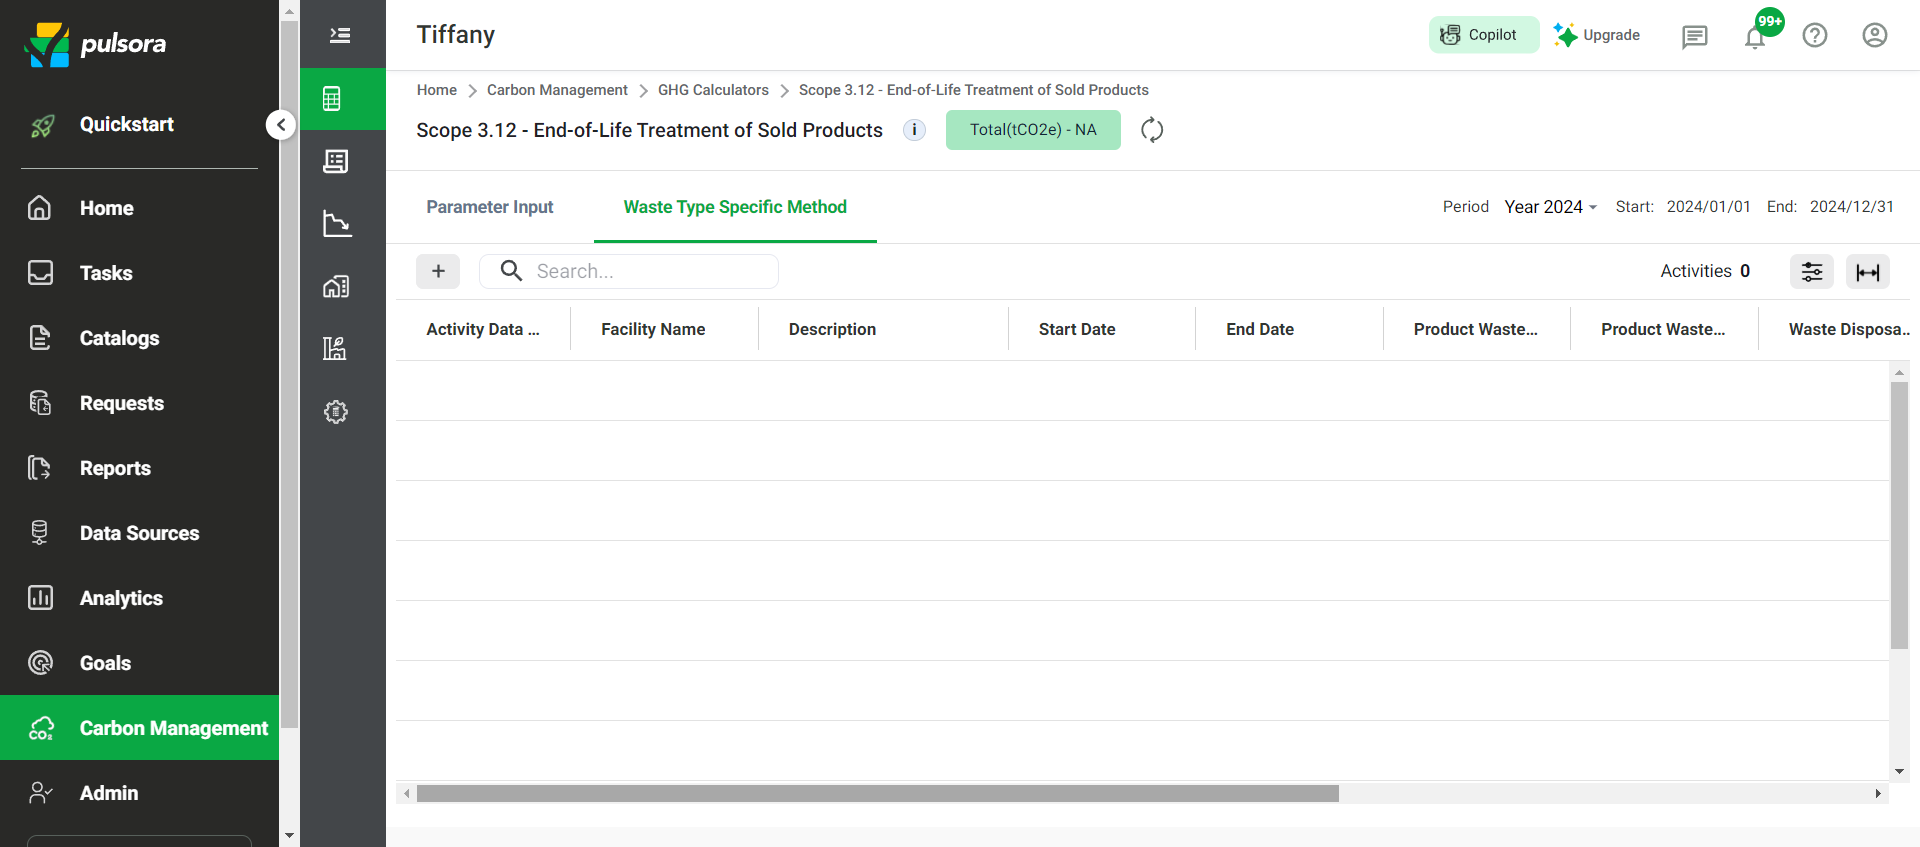 pulsora
Quickstart
Home
Tasks
Catalogs
Requests
Reports
Data Sources
Analytics
Goals
CO₂ Carbon Management
Admin
Tiffany
Copilot
Upgrade
99+
Home > Carbon Management > GHG Calculators > Scope 3.12 - End-of-Life Treatment of Sold Products
Scope 3.12 - End-of-Life Treatment of Sold Products
i
Total(tCO2e) - NA
Parameter Input
Waste Type Specific Method
Period Year 2024 Start: 2024/01/01 End: 2024/12/31
+
Search...
Activities 0
Activity Data ...
Facility Name
Description
Start Date
End Date
Product Waste...
Product Waste...
Waste Disposa..